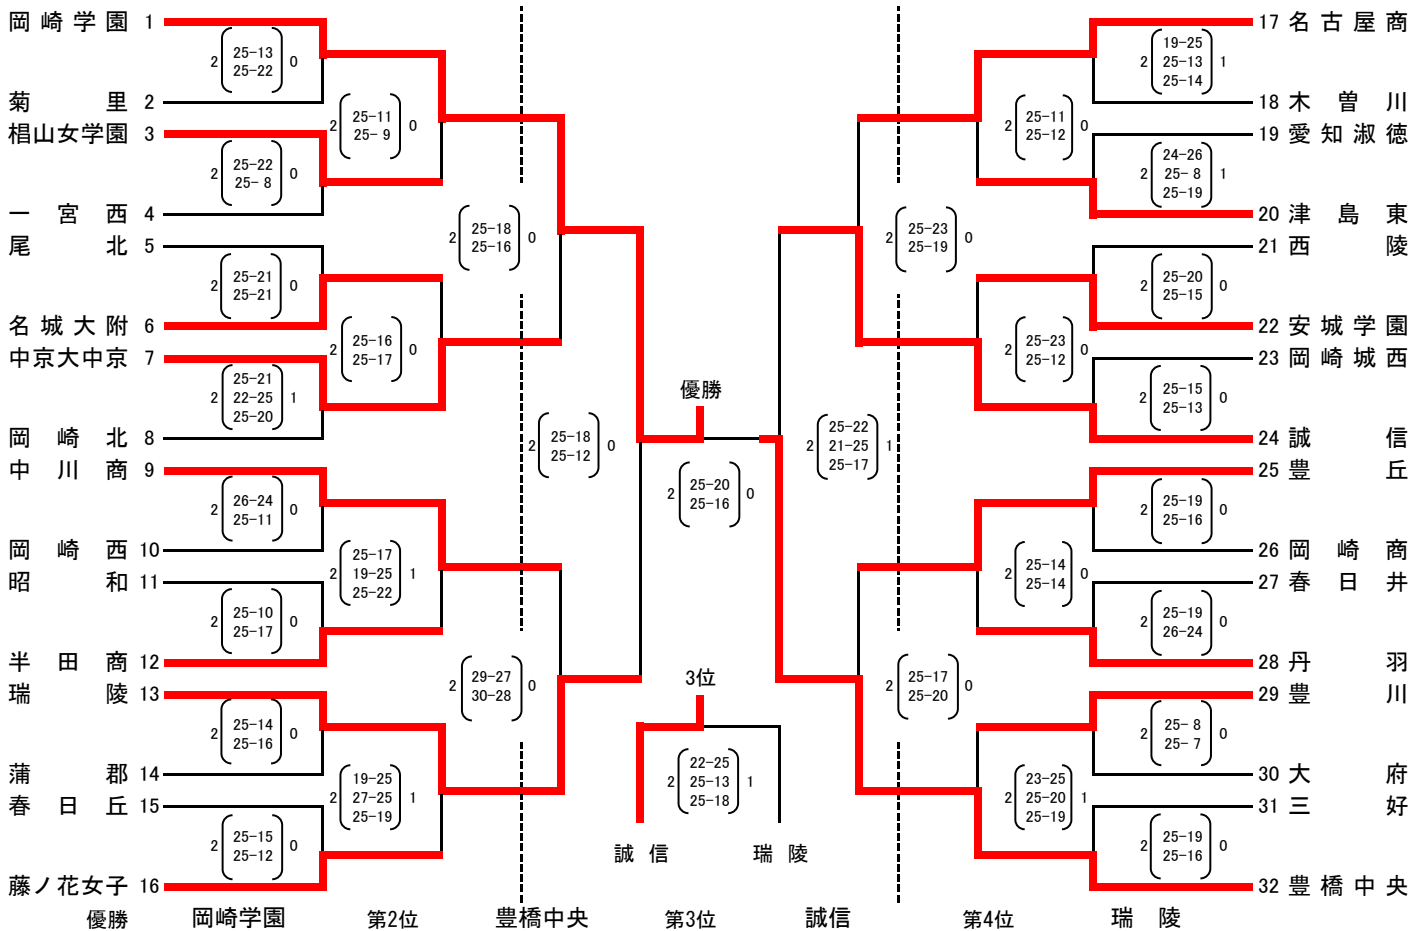 岡崎学園 1
菊里 2
椙山女学園 3
一宮西 4
尾北 5
名城大附 6
中京大中京 7
岡崎北 8
中川商 9
岡崎西 10
昭和 11
半田商 12
瑞陵 13
蒲郡 14
春日丘 15
藤ノ花女子 16
2 25-13 0
25-22
2 25-22 0
25- 8
2 25-21 0
25-21
2 25-21 1
22-25
25-20
2 26-24 0
25-11
2 25-10 0
25-17
2 25-14 0
25-16
2 25-15 0
25-12
2 25-11 0
25- 9
2 25-16 0
25-17
2 25-17 1
19-25
25-22
2 19-25 1
27-25
25-19
2 25-18 0
25-16
2 29-27 0
30-28
2 25-18 0
25-12
優勝
2 25-20 0
25-16
3位
2 22-25 1
25-13
25-18
誠信 瑞陵
2 25-22 1
21-25
25-17
2 25-23 0
25-19
2 25-17 0
25-20
2 25-11 0
25-12
2 25-23 0
25-12
2 25-14 0
25-14
2 23-25 1
25-20
25-19
2 19-25 1
25-13
25-14
2 24-26 1
25- 8
25-19
2 25-20 0
25-15
2 25-15 0
25-13
2 25-19 0
25-16
2 25-19 0
26-24
2 25- 8 0
25- 7
2 25-19 0
25-16
17 名古屋商
18 木曽川
19 愛知淑徳
20 津島東
21 西陵
22 安城学園
23 岡崎城西
24 誠信
25 豊丘
26 岡崎商
27 春日井
28 丹羽
29 豊川
30 大府
31 三好
32 豊橋中央
優勝 岡崎学園 第2位 豊橋中央 第3位 誠信 第4位 瑞陵